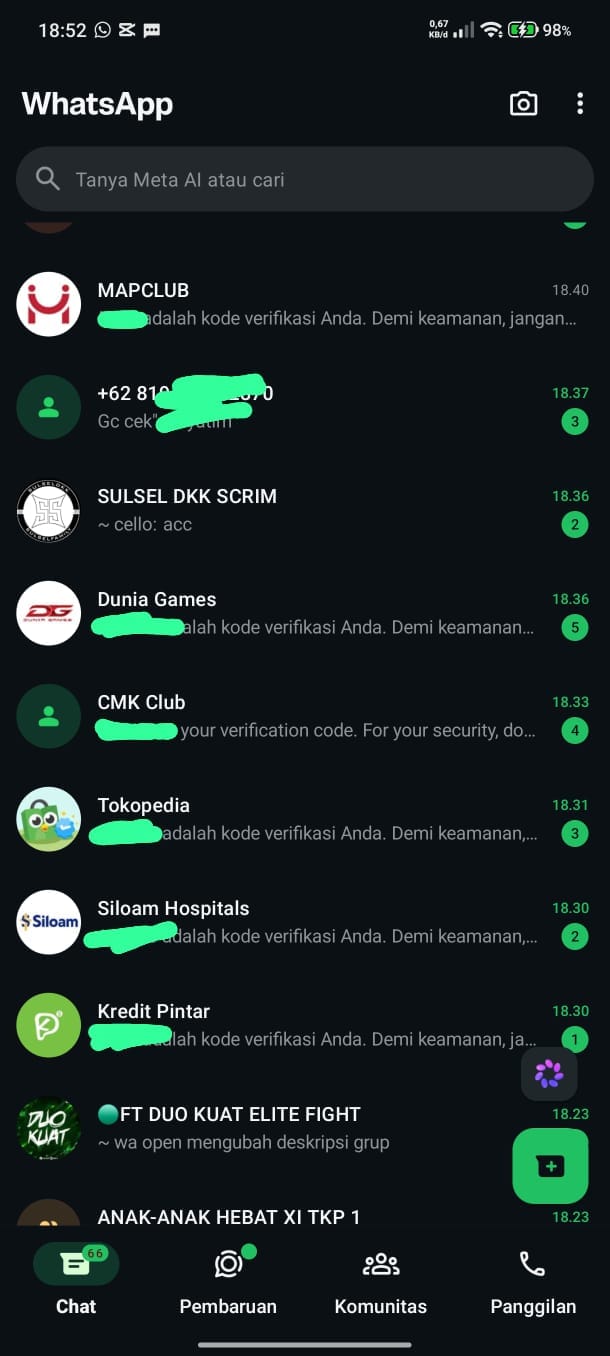 18:52
0,67
KB/d
98%
WhatsApp
Tanya Meta AI atau cari
MAPCLUB
18.40
adalah kode verifikasi Anda. Demi keamanan, jangan...
+62
18.37
Gc cek"
3
SULSEL DKK SCRIM
18.36
~ cello: acc
2
Dunia Games
18.36
alah kode verifikasi Anda. Demi keamanan...
5
CMK Club
18.33
your verification code. For your security, do...
4
Tokopedia
18.31
adalah kode verifikasi Anda. Demi keamanan,...
3
Siloam
Siloam Hospitals
18.30
dalah kode verifikasi Anda. Demi keamanan,...
2
Kredit Pintar
18.30
alah kode verifikasi Anda. Demi keamanan, ja...
1
DUO
KUAT
FT DUO KUAT ELITE FIGHT
18.23
~ wa open mengubah deskripsi grup
ANAK-ANAK HEBAT XI TKP 1
18.23
66
Chat
Pembaruan
Komunitas
Panggilan